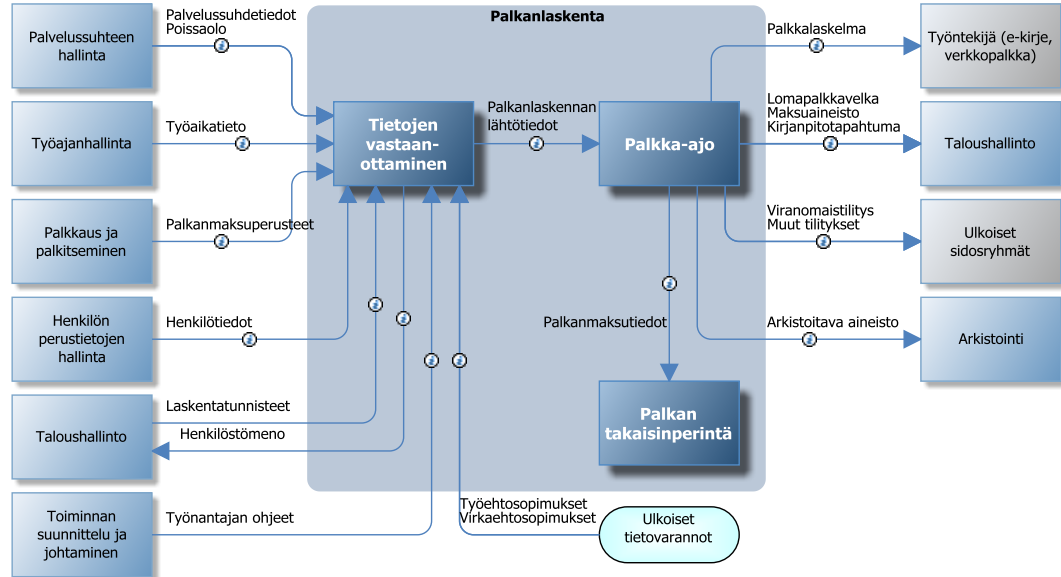 Palkanlaskenta
Palvelussuhteen
hallinta
Palvelussuhdetiedot
Poissaolo
Työajanhallinta
Työaikatieto
Palkkaus ja
palkitseminen
Palkanmaksuperusteet
Henkilön
perustietojen
hallinta
Henkilötiedot
Taloushallinto
Laskentatunnisteet
Henkilöstömeno
Toiminnan
suunnittelu ja
johtaminen
Työnantajan ohjeet
Tietojen
vastaan-
ottaminen
Palkanlaskennan
lähtötiedot
Palkka-ajo
Palkanmaksutiedot
Palkan
takaisinperintä
Työehtosopimukset
Virkaehtosopimukset
Ulkoiset
tietovarannot
Palkkalaskelma
Työntekijä (e-kirje,
verkkopalkka)
Lomapalkkavelka
Maksuaineisto
Kirjanpitotapahtuma
Taloushallinto
Viranomaistilitys
Muut tilitykset
Ulkoiset
sidosryhmät
Arkistoitava aineisto
Arkistointi